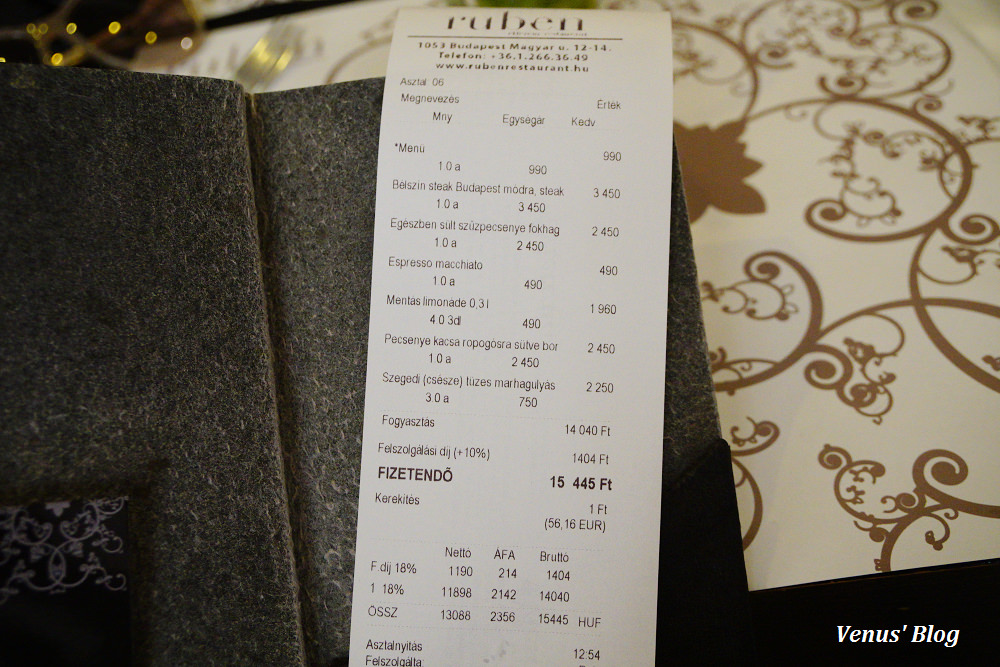 ruben
1053 Budapest Magyar u. 12-14.
Telefon: +36.1.266.36.49
www.rubenrestaurant.hu
Asztal: 06
Megnevezés Érték
Mny Egységár Kedv
*Menü 990
1.0 a 990
Bélszín steak Budapest módra, steak 3 450
1.0 a 3 450
Egészben sült szűzpecsenye fokhag 2 450
1.0 a 2 450
Espresso macchiato 490
1.0 a 490
Mentás limonádé 0,3 l 1 960
4.0 3dl 490
Pecsenye kacsa ropogósra sütve bor 2 450
1.0 a 2 450
Szegedi (csésze) tüzes marhagulyás 2 250
3.0 a 750
Fogyasztás 14 040 Ft
Felszolgálási díj (+10%) 1404 Ft
FIZETENDŐ 15 445 Ft
Kerekítés 1 Ft
(56,16 EUR)
Nettó ÁFA Bruttó
F.díj 18% 1190 214 1404
1 18% 11898 2142 14040
ÖSSZ 13088 2356 15445 HUF
Asztalnyitás 12:54
Felszolgálta:
Venus' Blog